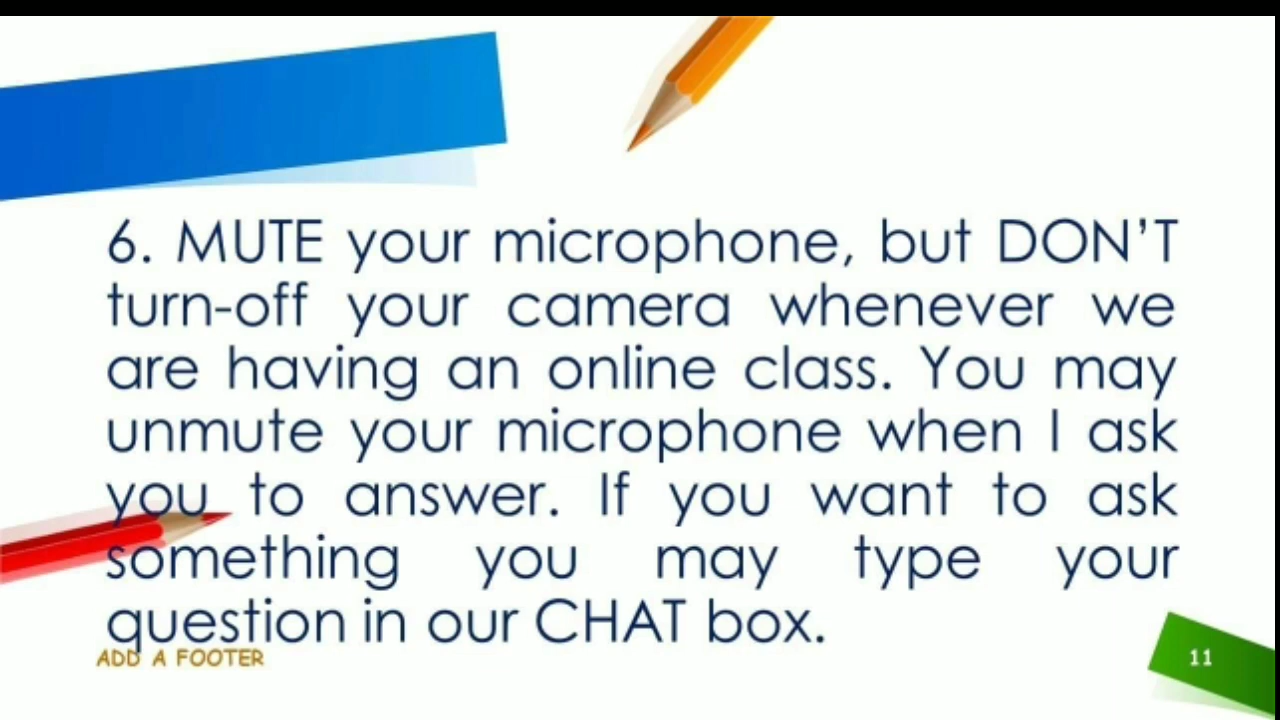 6. MUTE your microphone, but DON'T
turn-off your camera whenever we
are having an online class. You may
unmute your microphone when I ask
you to answer. If you want to ask
something you may type your
question in our CHAT box.
ADD A FOOTER
11